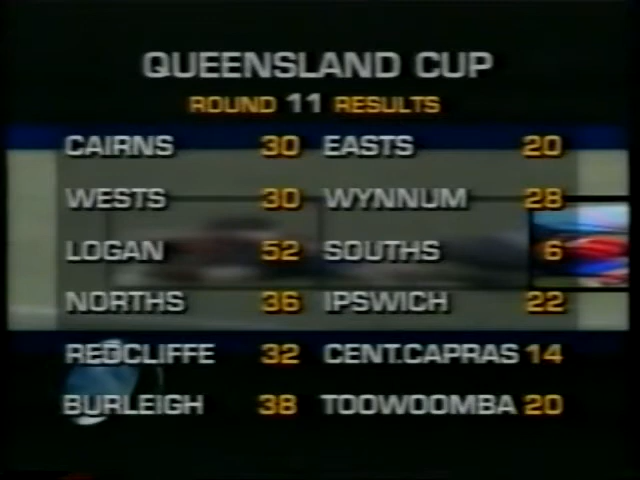 QUEENSLAND CUP
ROUND 11 RESULTS
CAIRNS 30 EASTS 20
WESTS 30 WYNNUM 28
LOGAN 52 SOUTHS 6
NORTHS 36 IPSWICH 22
REDCLIFFE 32 CENT.CAPRAS 14
BURLEIGH 38 TOOWOOMBA 20